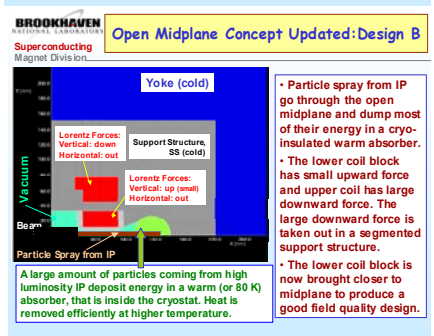 BROOKHAVEN
NATIONAL LABORATORY
Superconducting
Magnet Division
Open Midplane Concept Updated:Design B
Yoke (cold)
Lorentz Forces:
Vertical: down
Horizontal: out
Support Structure,
SS (cold)
Lorentz Forces:
Vertical: up (small)
Horizontal: out
Vacuum
Beam
Particle Spray from IP
A large amount of particles coming from high
luminosity IP deposit energy in a warm (or 80 K)
absorber, that is inside the cryostat. Heat is
removed efficiently at higher temperature.
• Particle spray from IP
go through the open
midplane and dump most
of their energy in a cryo-
insulated warm absorber.
• The lower coil block
has small upward force
and upper coil has large
downward force. The
large downward force is
taken out in a segmented
support structure.
• The lower coil block is
now brought closer to
midplane to produce a
good field quality design.